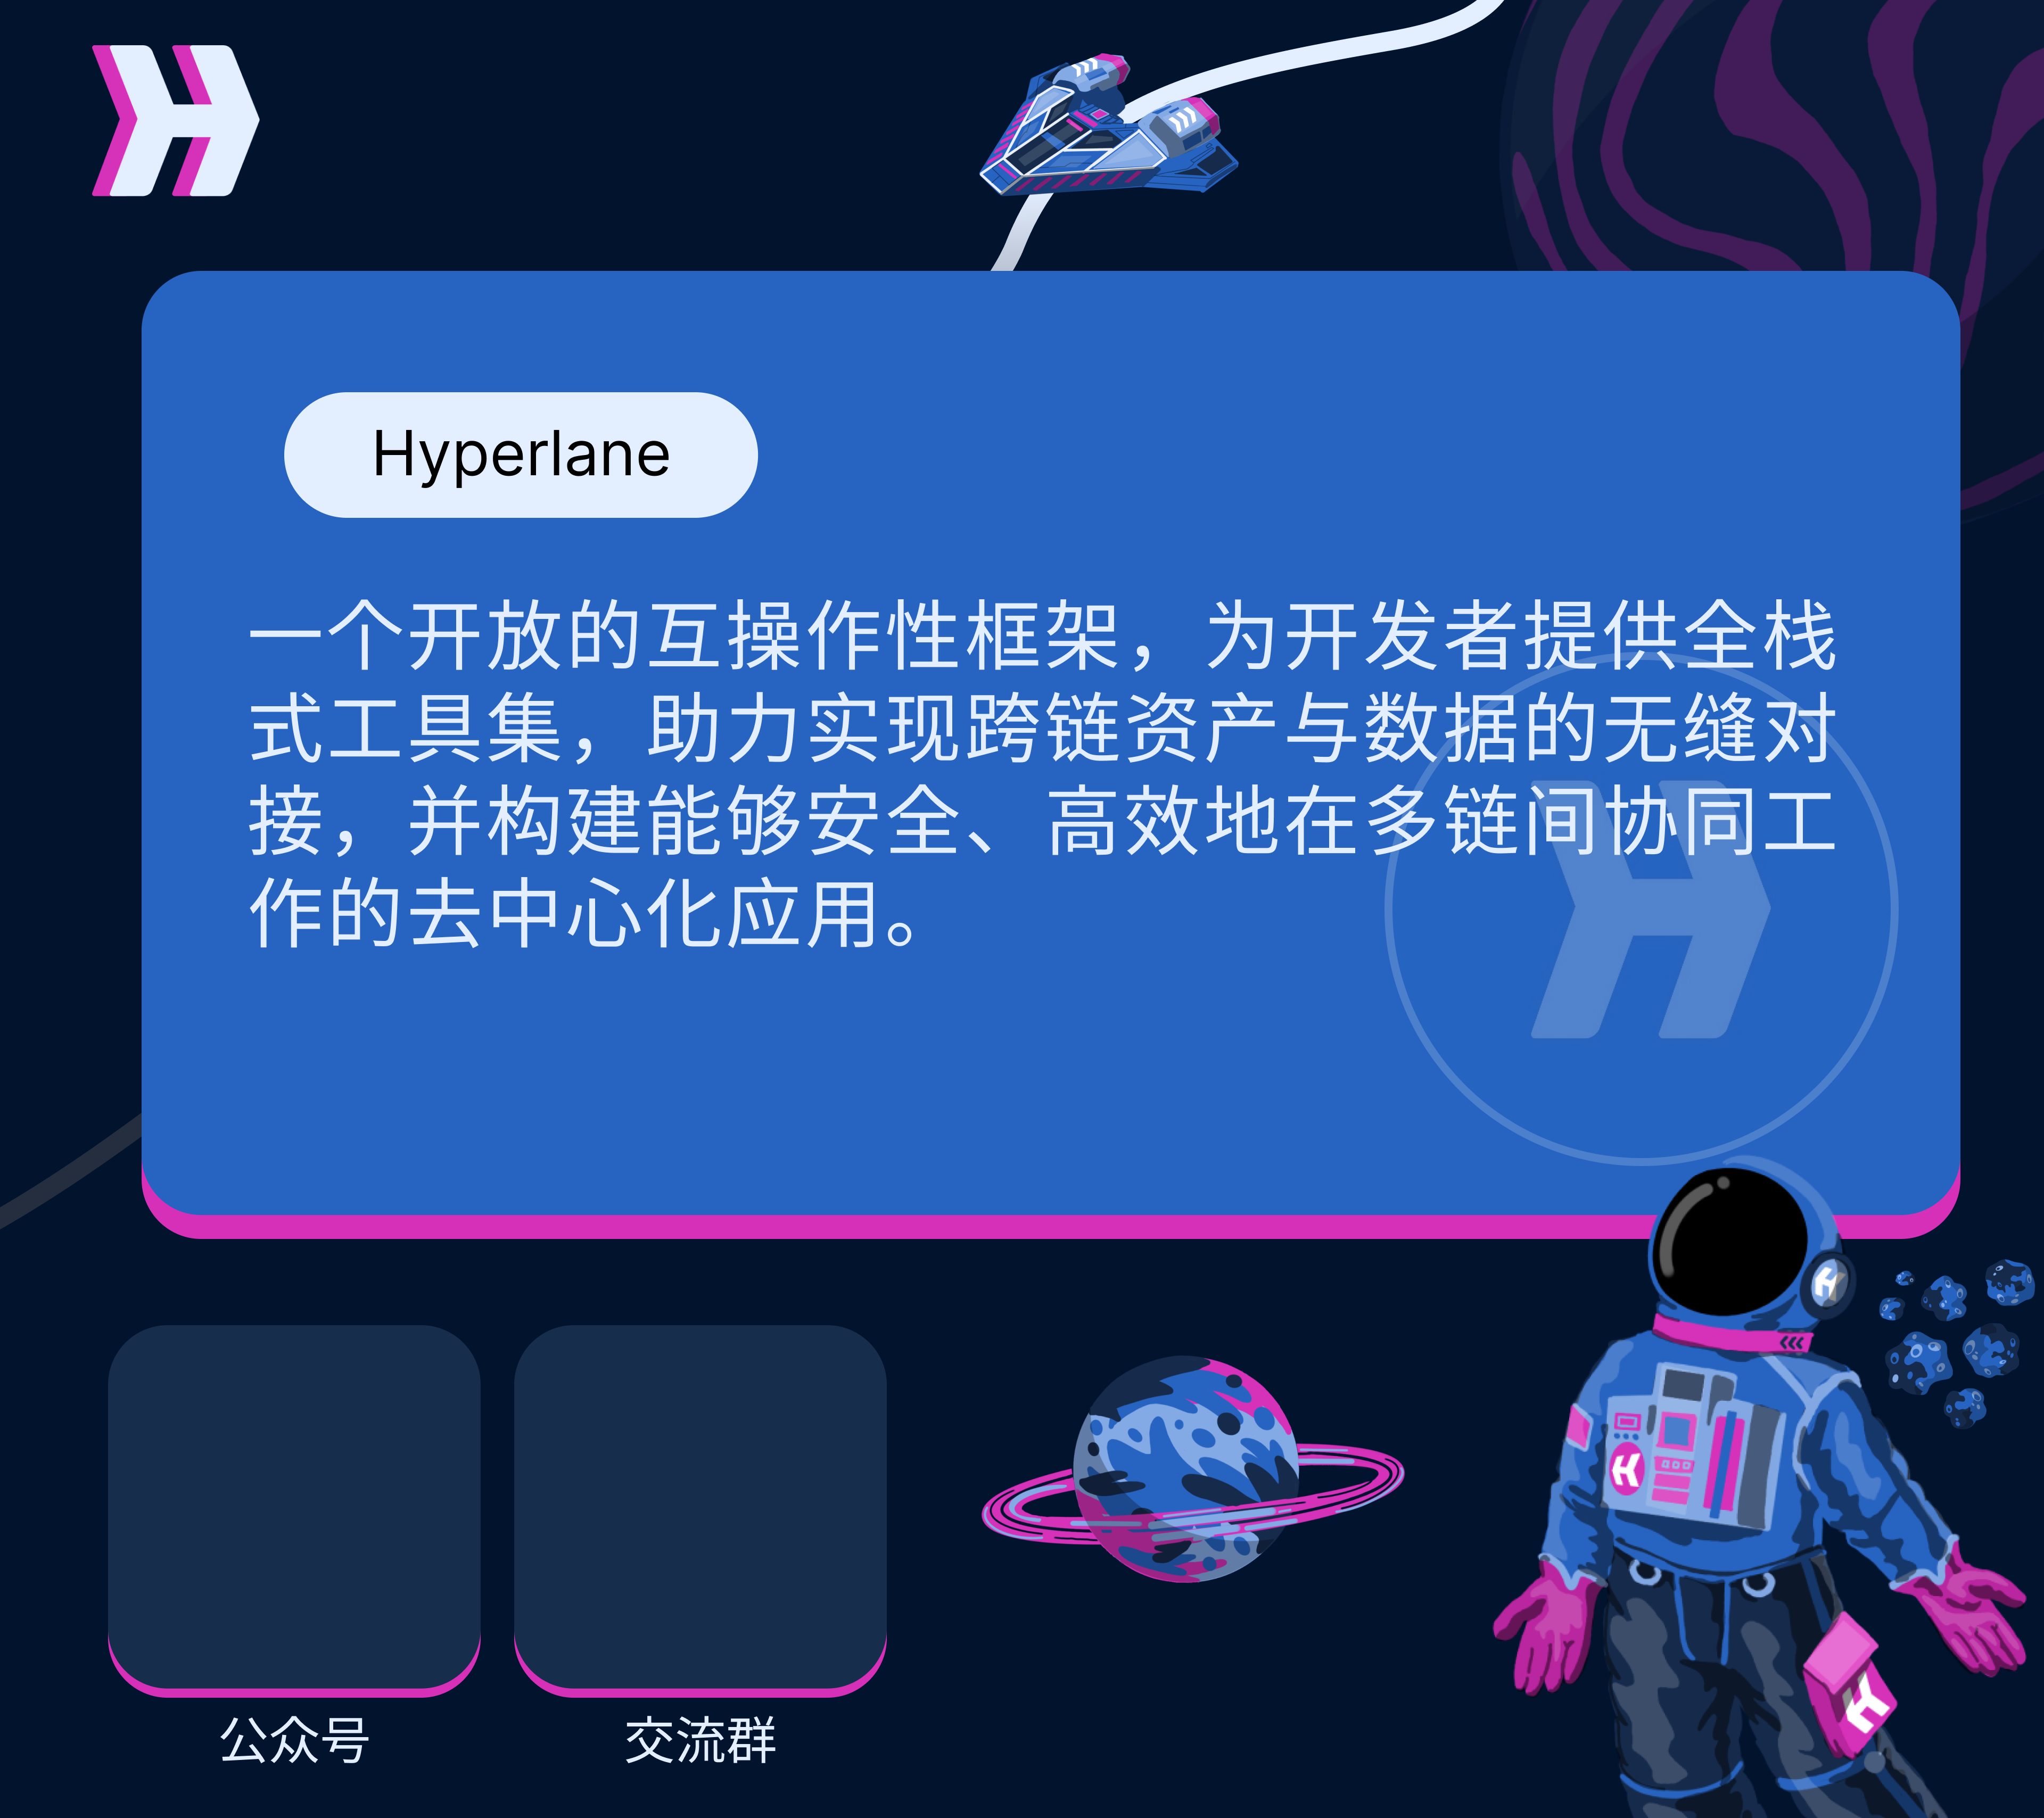 Hyperlane
一个开放的互操作性框架，为开发者提供全栈
式工具集，助力实现跨链资产与数据的无缝对
接，并构建能够安全、高效地在多链间协同工
作的去中心化应用。
公众号
交流群